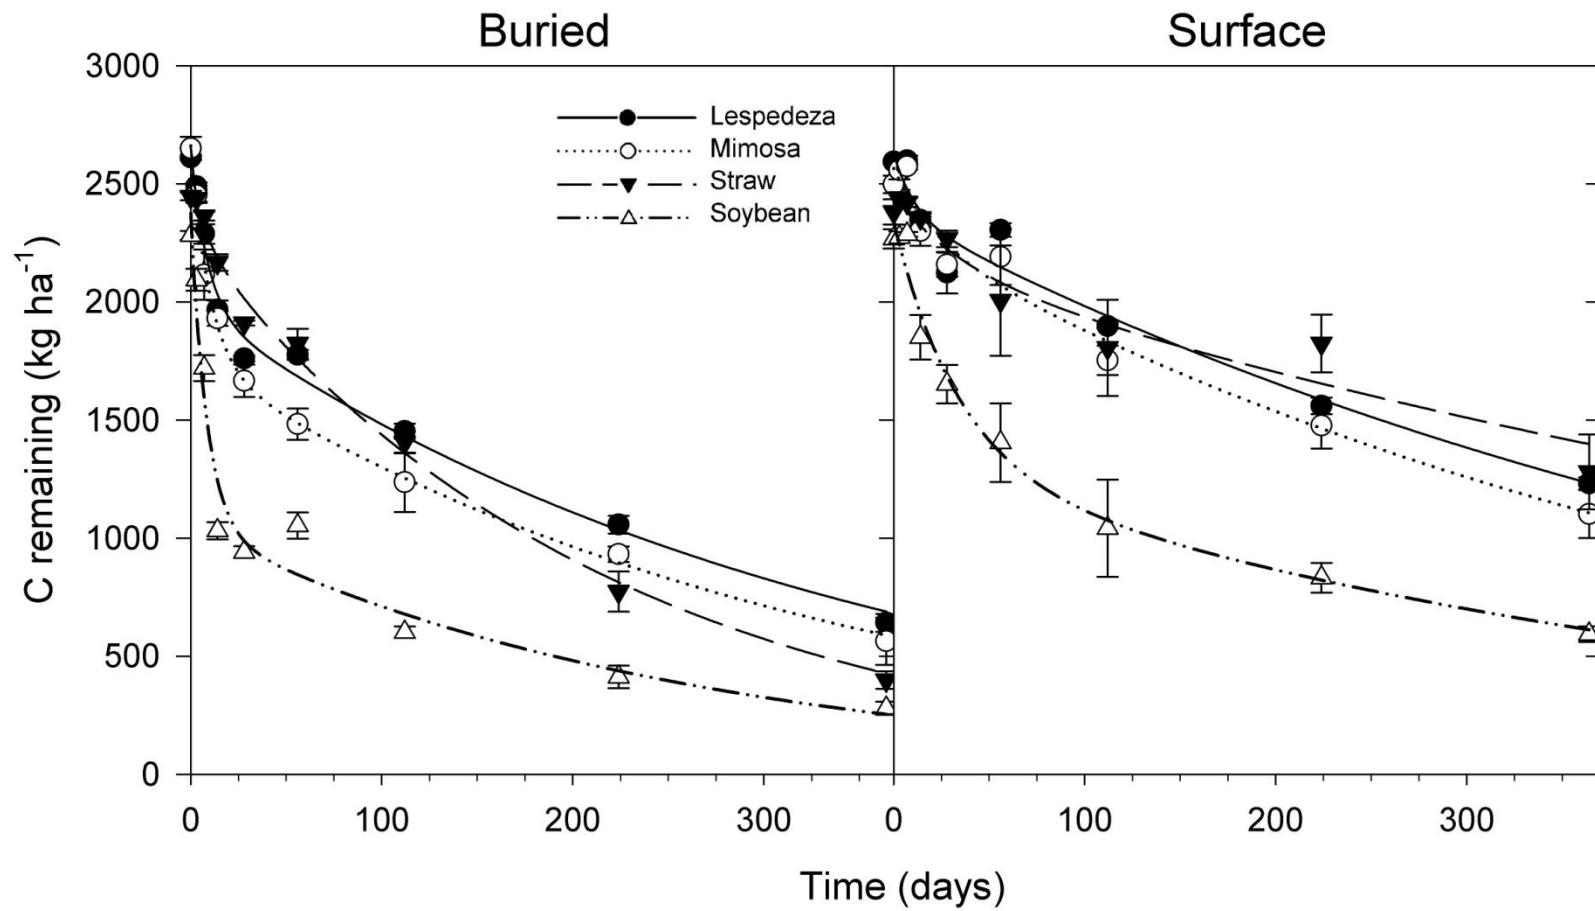 Buried
Surface
Lespedeza
Mimosa
Straw
Soybean
C remaining (kg ha⁻¹)
3000
2500
2000
1500
1000
500
0
0 100 200 300 0 100 200 300
Time (days)